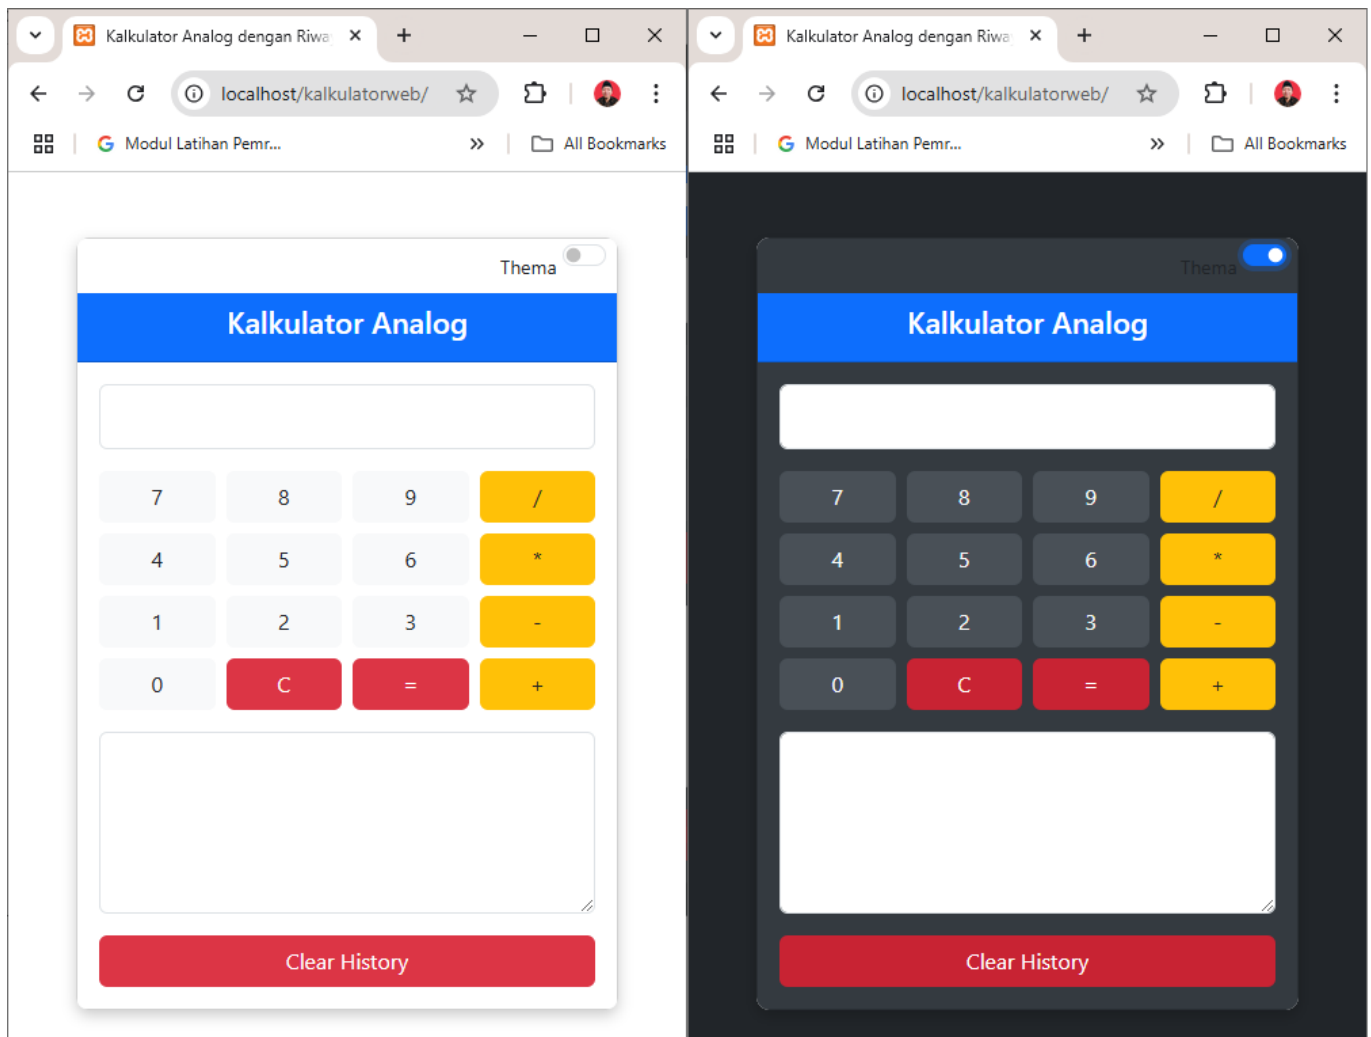 Kalkulator Analog dengan Riwa
localhost/kalkulatorweb/
Modul Latihan Pemr...
All Bookmarks
Thema
Kalkulator Analog
7 8 9 /
4 5 6 *
1 2 3 -
0 C = +
Clear History
Kalkulator Analog dengan Riwa
localhost/kalkulatorweb/
Modul Latihan Pemr...
All Bookmarks
Thema
Kalkulator Analog
7 8 9 /
4 5 6 *
1 2 3 -
0 C = +
Clear History